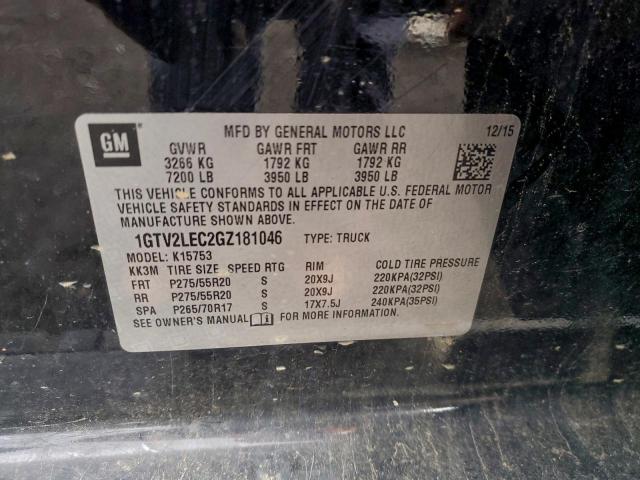 GM
MFD BY GENERAL MOTORS LLC 12/15
GVWR GAWR FRT GAWR RR
3266 KG 1792 KG 1792 KG
7200 LB 3950 LB 3950 LB
THIS VEHICLE CONFORMS TO ALL APPLICABLE U.S. FEDERAL MOTOR
VEHICLE SAFETY STANDARDS IN EFFECT ON THE DATE OF
MANUFACTURE SHOWN ABOVE.
1GTV2LEC2GZ181046 TYPE: TRUCK
MODEL: K15753
KK3M TIRE SIZE SPEED RTG RIM COLD TIRE PRESSURE
FRT P275/55R20 S 20X9J 220KPA(32PSI)
RR P275/55R20 S 20X9J 220KPA(32PSI)
SPA P265/70R17 S 17X7.5J 240KPA(35PSI)
SEE OWNER'S MANUAL FOR MORE INFORMATION.